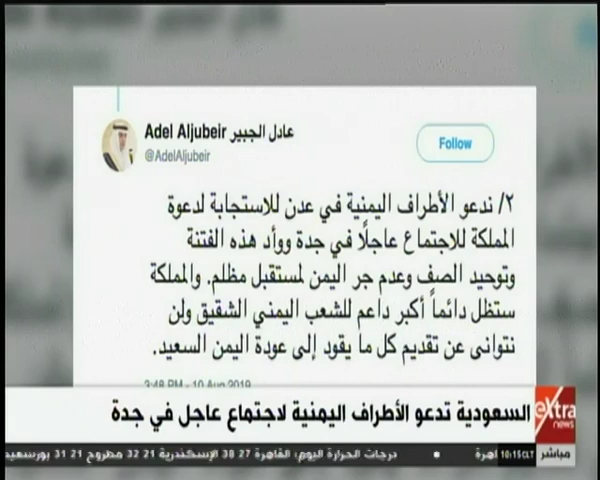 Adel Aljubeir عادل الجبير
@AdelAljubeir
Follow
٢/ ندعو الأطراف اليمنية في عدن للاستجابة لدعوة
المملكة للاجتماع عاجلًا في جدة ووأد هذه الفتنة
وتوحيد الصف وعدم جر اليمن لمستقبل مظلم. والمملكة
ستظل دائماً أكبر داعم للشعب اليمني الشقيق ولن
نتوانى عن تقديم كل ما يقود إلى عودة اليمن السعيد.
3:48 PM - 10 Aug 2019
السعودية تدعو الأطراف اليمنية لاجتماع عاجل في جدة
eXtra
news
مباشر
10:15 CLT
درجات الحرارة اليوم: القاهرة 27 38 الإسكندرية 21 32 مطروح 21 31 بورسعيد